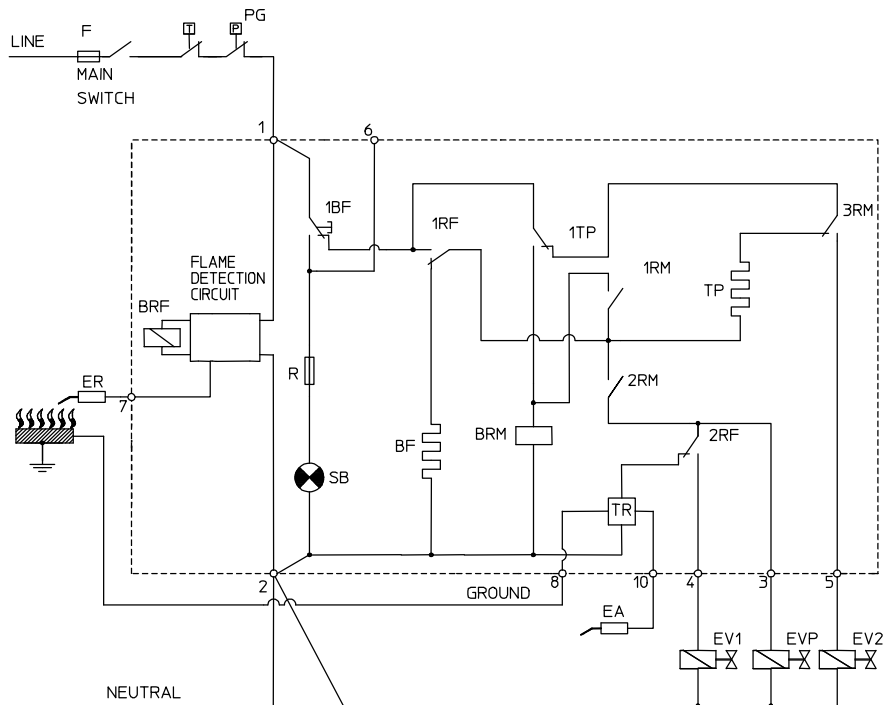 PG
F
LINE
T
P
MAIN
SWITCH
1
6
1BF
1RF
1TP
3RM
FLAME
DETECTION
CIRCUIT
1RM
TP
BRF
R
ER
7
2RM
BF
BRM
2RF
SB
TR
2
8
10
4
3
5
GROUND
EA
EV1
EVP
EV2
NEUTRAL